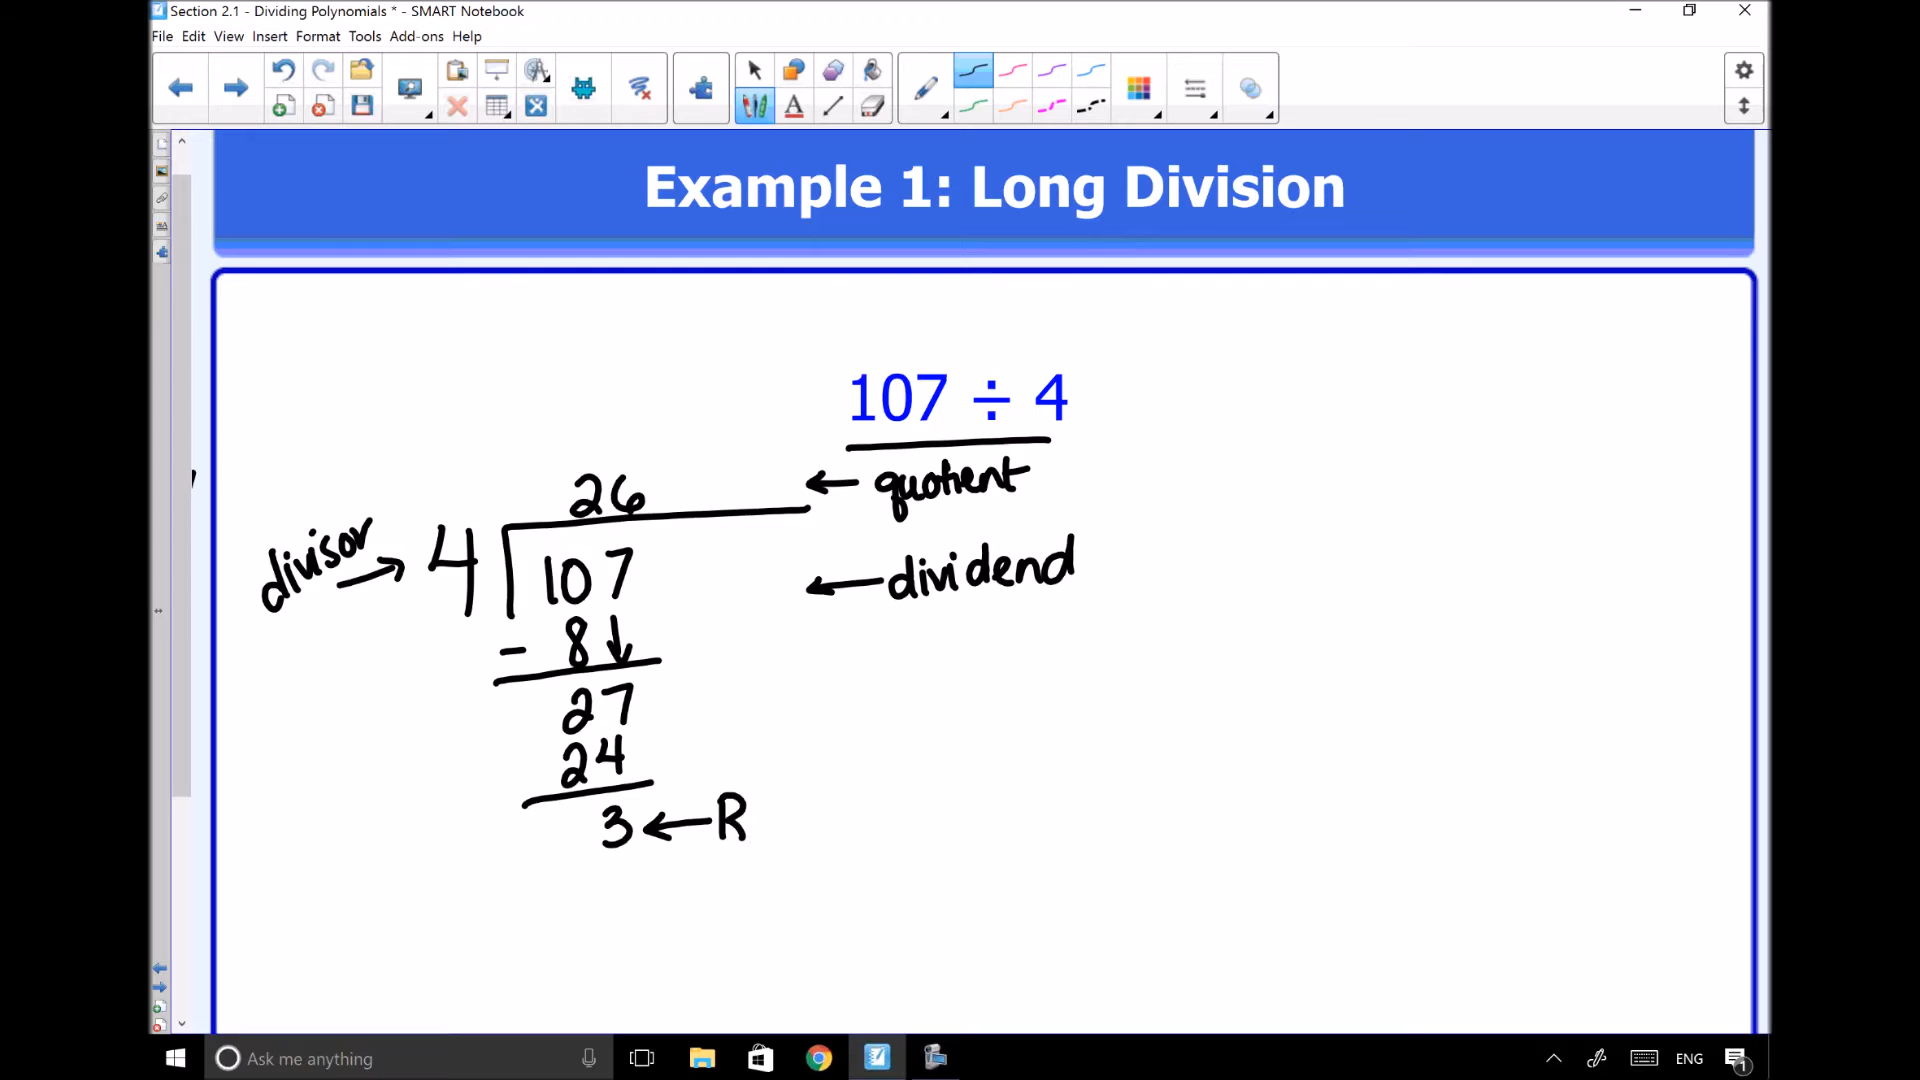 Section 2.1 - Dividing Polynomials * - SMART Notebook
File Edit View Insert Format Tools Add-ons Help
Example 1: Long Division
107 ÷ 4
26 ← quotient
divisor → 4 107 ← dividend
- 8 ↓
27
24
3 ← R
Ask me anything
ENG
1